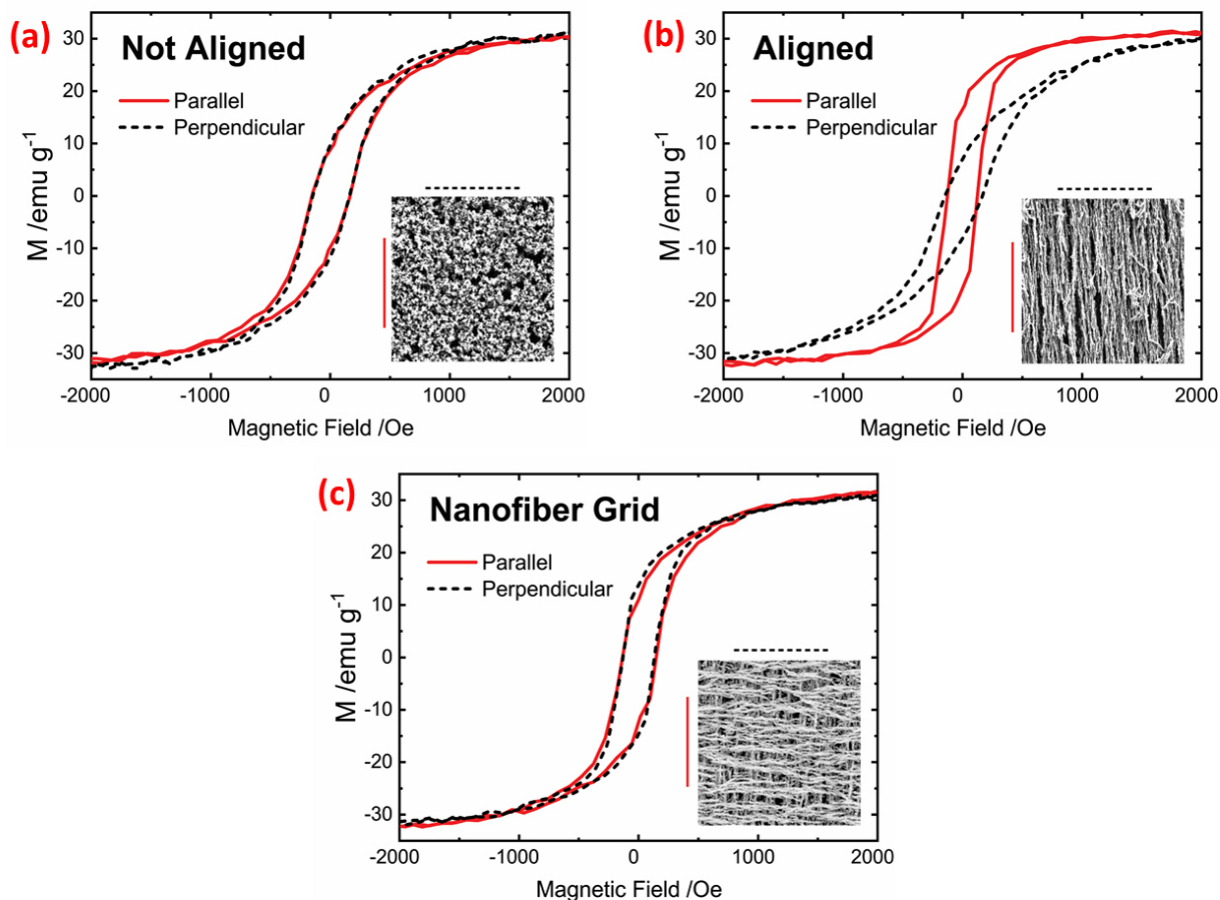 (a)
Not Aligned
Parallel
Perpendicular
M /emu g⁻¹
30
20
10
0
-10
-20
-30
-2000 -1000 0 1000 2000
Magnetic Field /Oe
(b)
Aligned
Parallel
Perpendicular
M /emu g⁻¹
30
20
10
0
-10
-20
-30
-2000 -1000 0 1000 2000
Magnetic Field /Oe
(c)
Nanofiber Grid
Parallel
Perpendicular
M /emu g⁻¹
30
20
10
0
-10
-20
-30
-2000 -1000 0 1000 2000
Magnetic Field /Oe